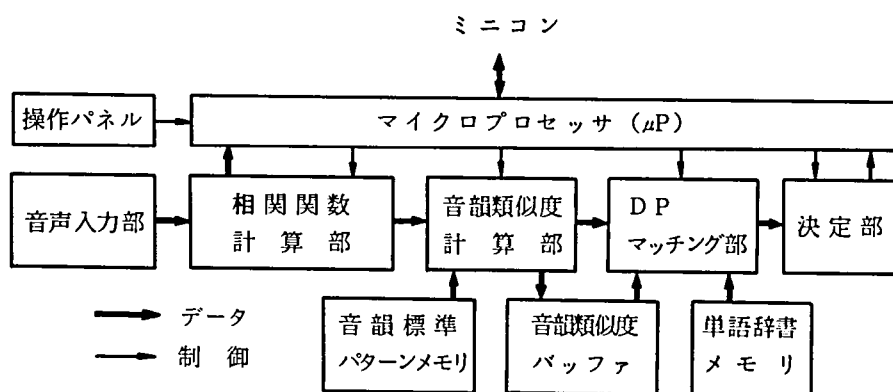 ミニコン
操作パネル
マイクロプロセッサ (μP)
音声入力部
相関関数
計算部
音韻類似度
計算部
DP
マッチング部
決定部
データ
制御
音韻標準
パターンメモリ
音韻類似度
バッファ
単語辞書
メモリ